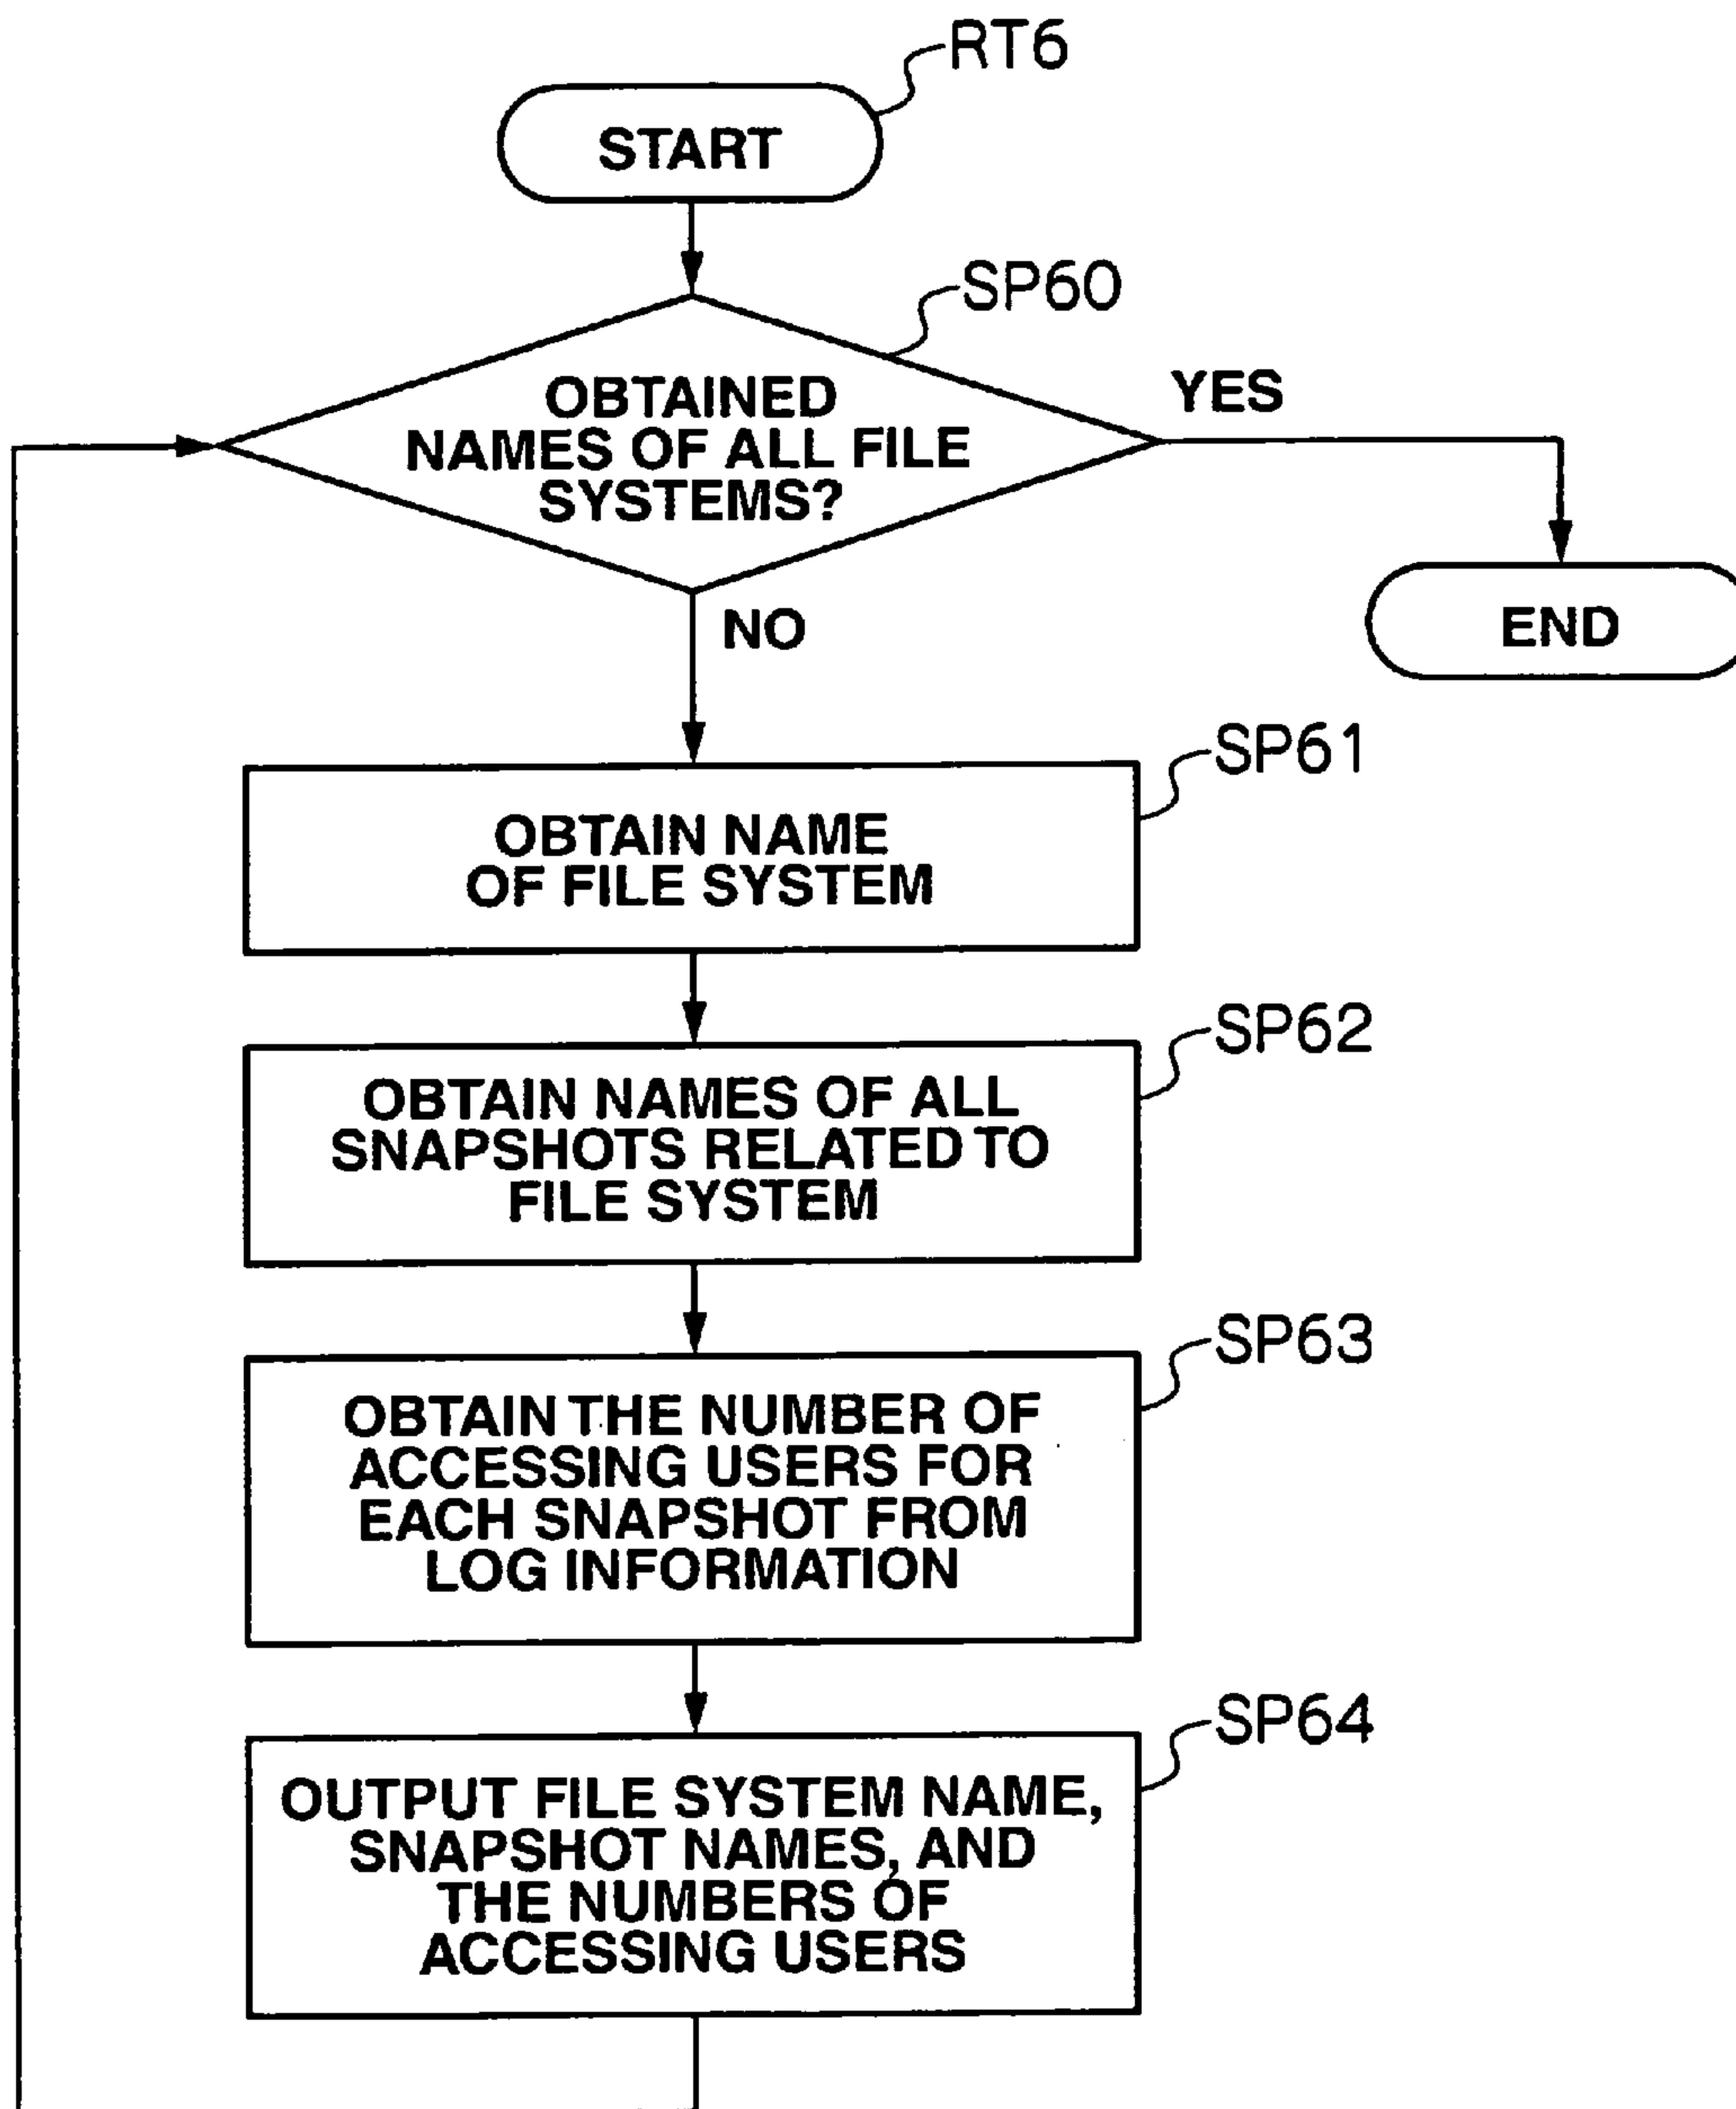 RT6
START
SP60
OBTAINED
NAMES OF ALL FILE
SYSTEMS?
YES
END
NO
SP61
OBTAIN NAME
OF FILE SYSTEM
SP62
OBTAIN NAMES OF ALL
SNAPSHOTS RELATED TO
FILE SYSTEM
SP63
OBTAIN THE NUMBER OF
ACCESSING USERS FOR
EACH SNAPSHOT FROM
LOG INFORMATION
SP64
OUTPUT FILE SYSTEM NAME,
SNAPSHOT NAMES, AND
THE NUMBERS OF
ACCESSING USERS